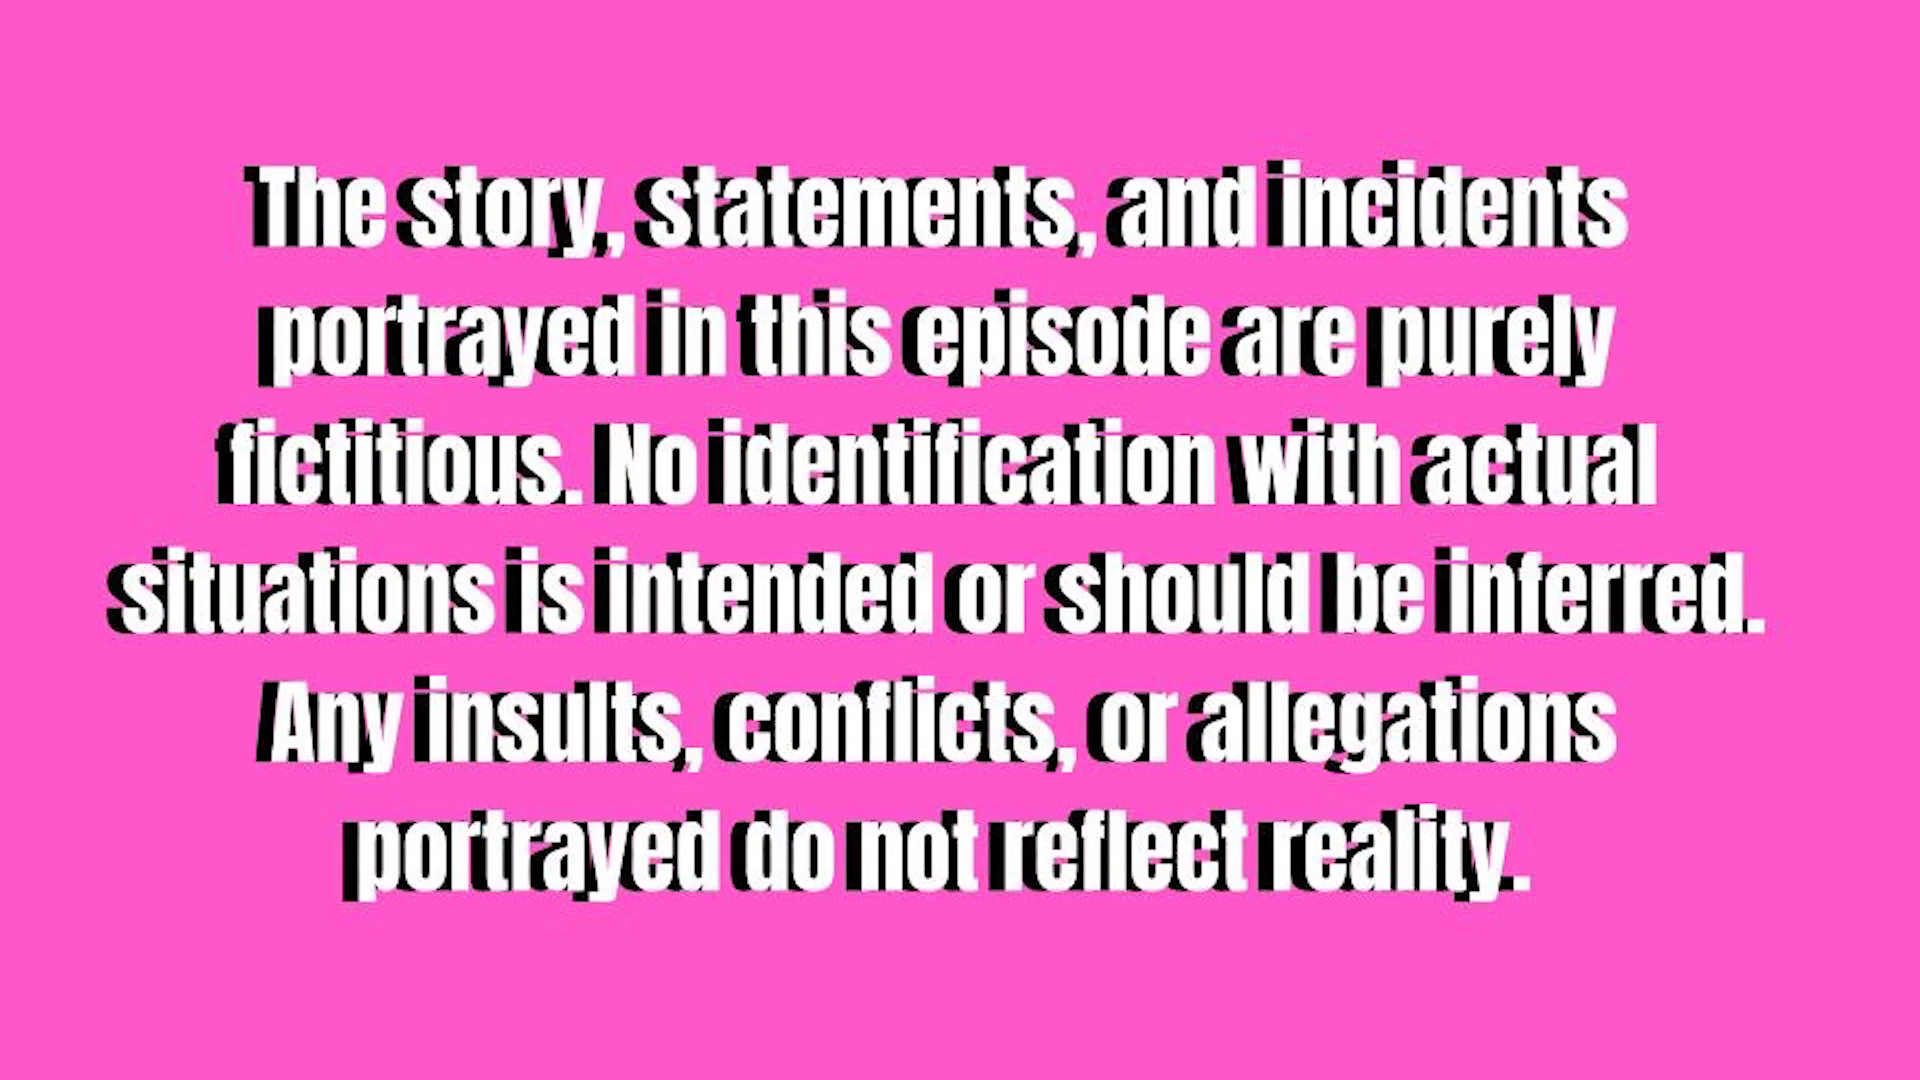 The story, statements, and incidents
portrayed in this episode are purely
fictitious. No identification with actual
situations is intended or should be inferred.
Any insults, conflicts, or allegations
portrayed do not reflect reality.